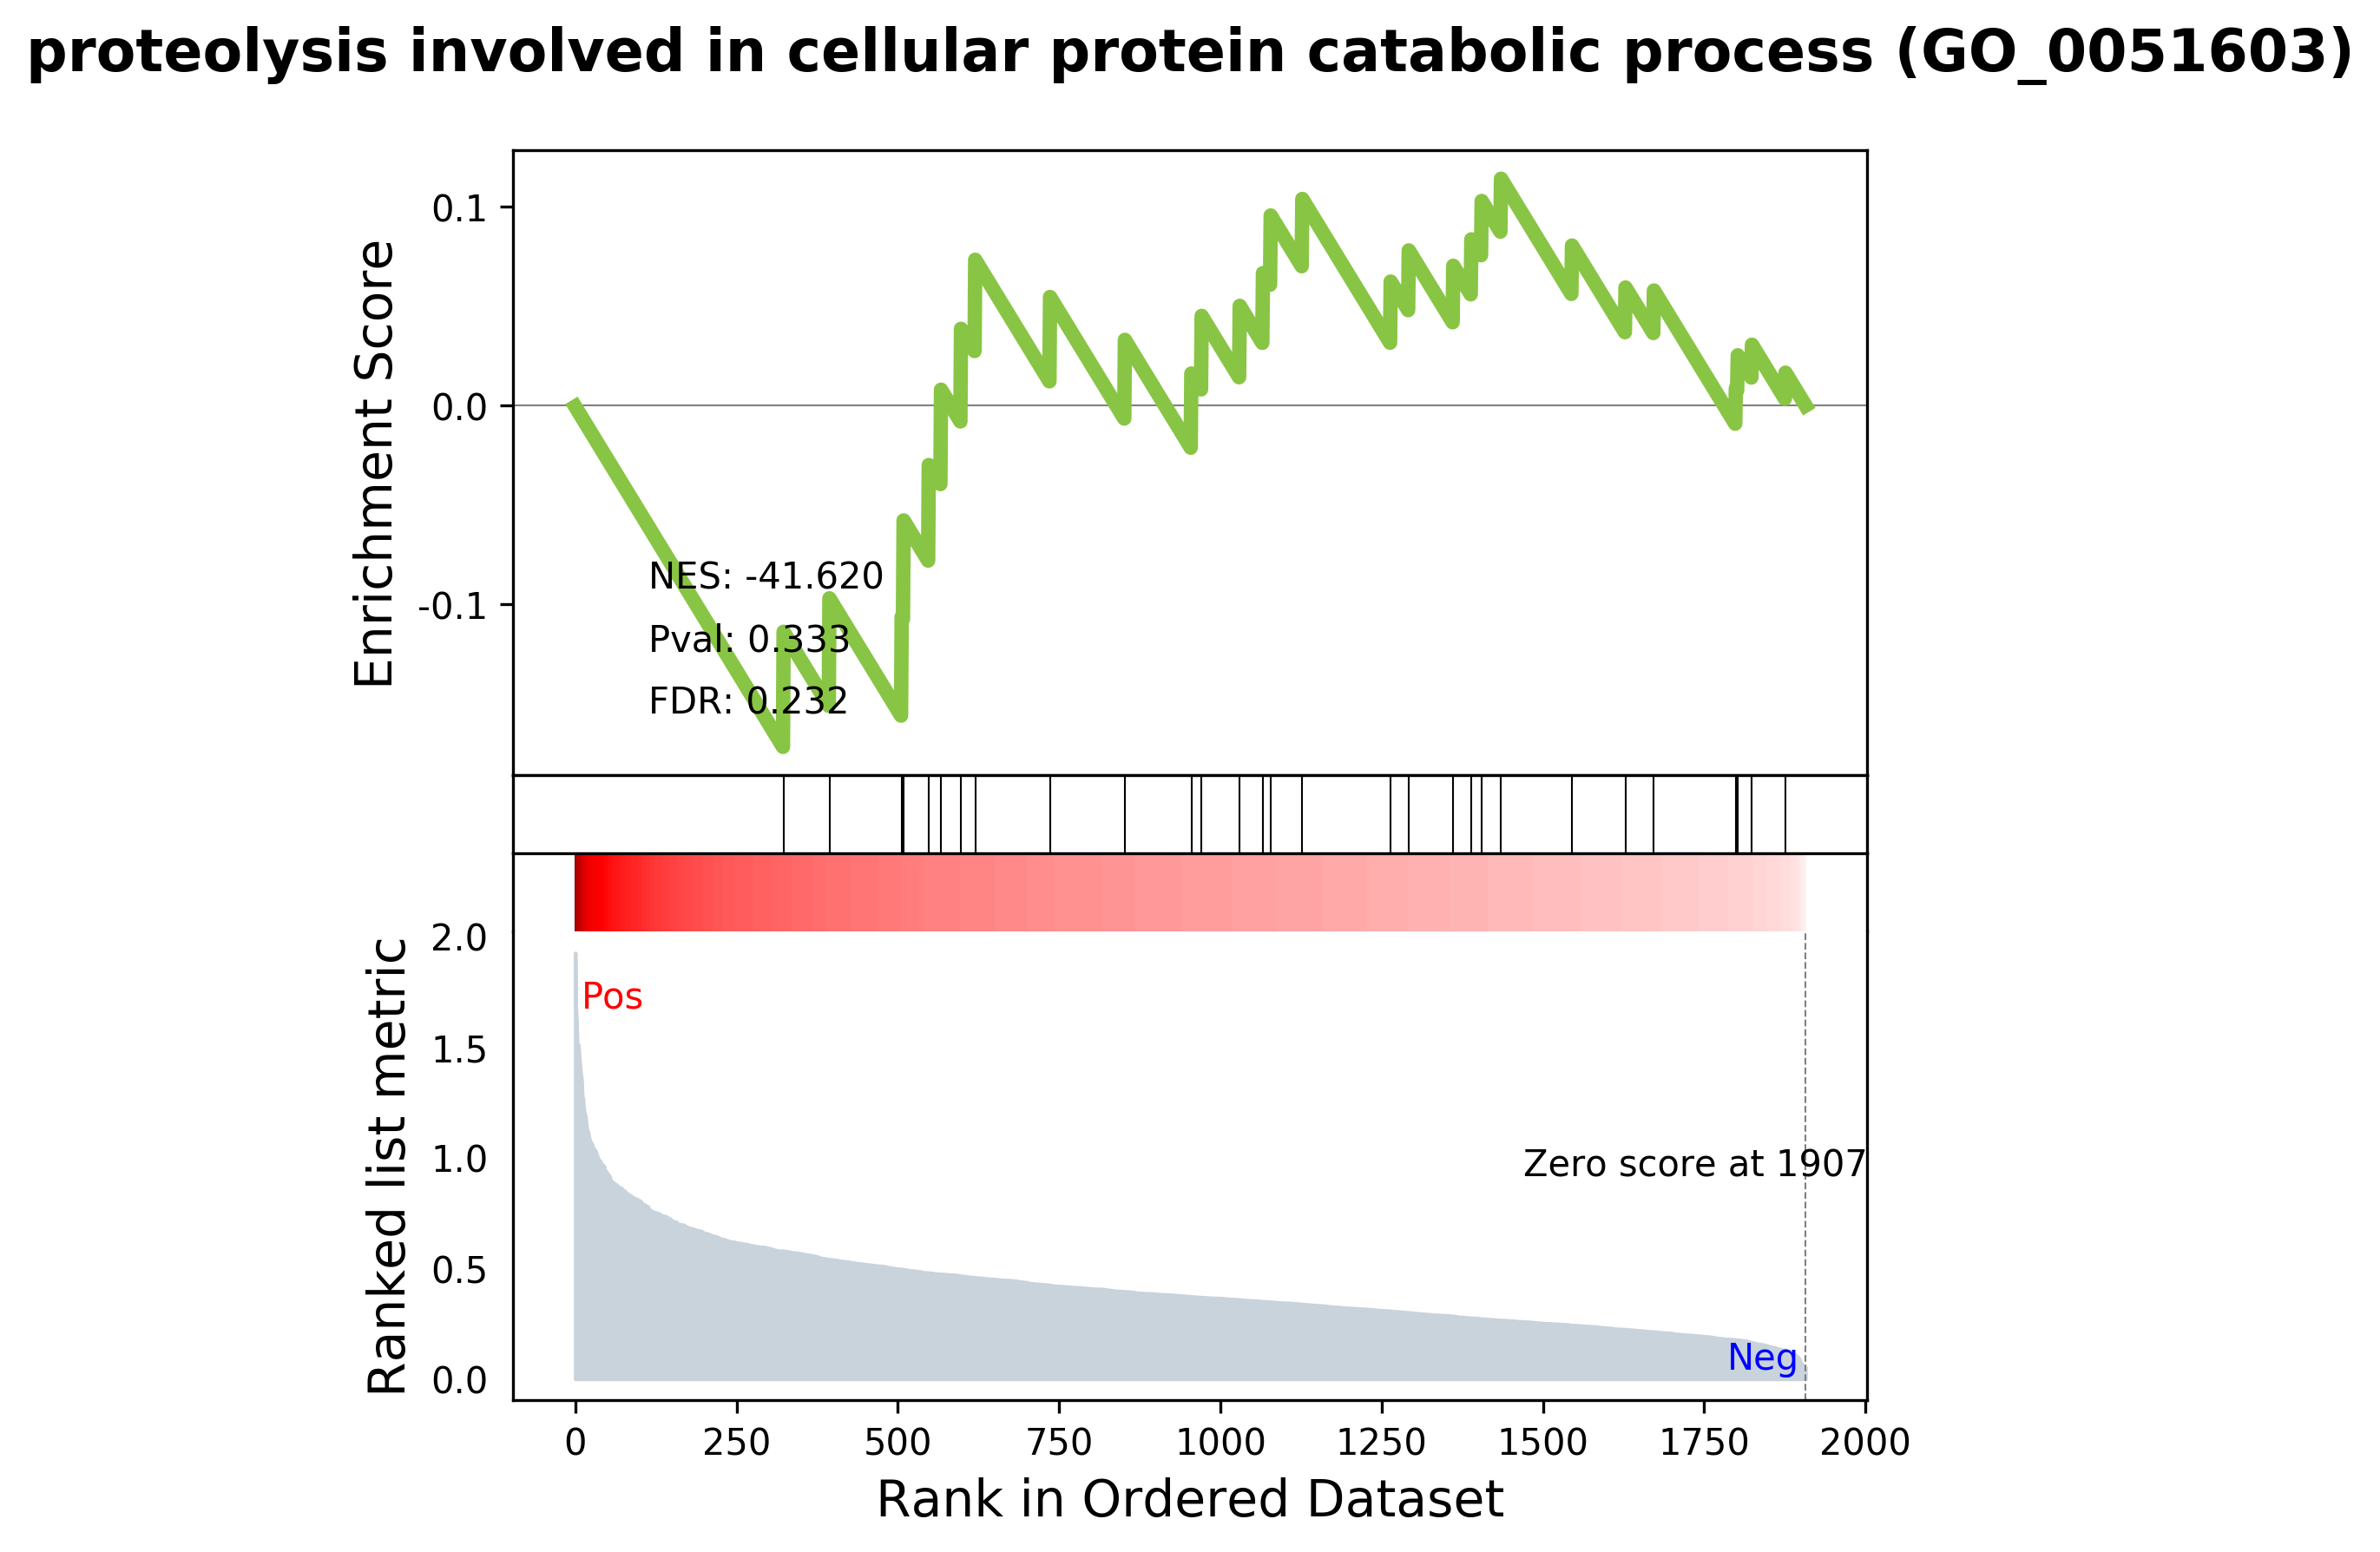 proteolysis involved in cellular protein catabolic process (GO_0051603)
Enrichment Score
0.1
0.0
-0.1
NES: -41.620
Pval: 0.333
FDR: 0.232
Ranked list metric
2.0
1.5
1.0
0.5
0.0
Pos
Zero score at 1907
Neg
0 250 500 750 1000 1250 1500 1750 2000
Rank in Ordered Dataset